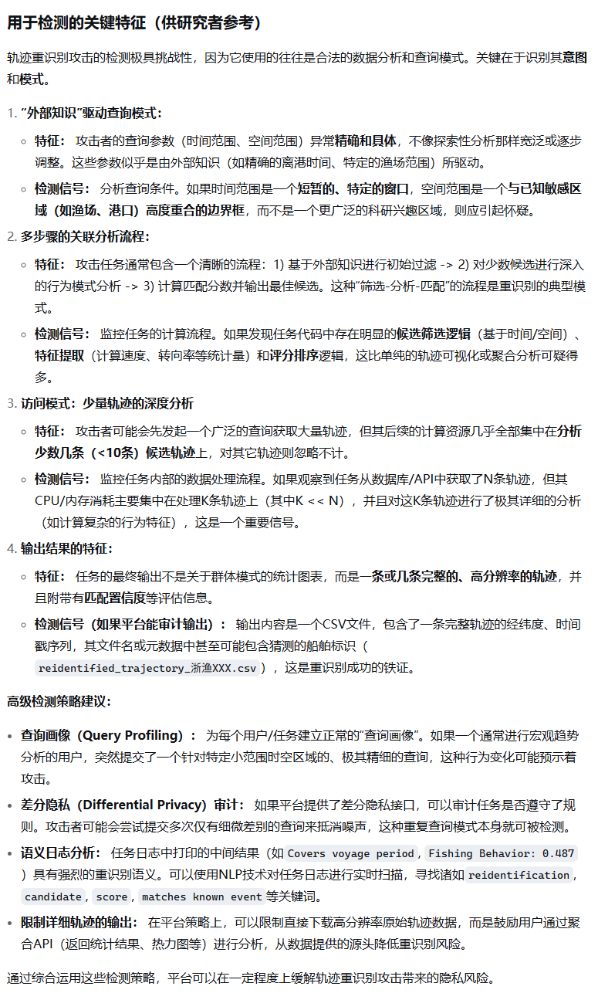 用于检测的关键特征（供研究者参考）
轨迹重识别攻击的检测极具挑战性，因为它使用的往往是合法的数据分析和查询模式。关键在于识别其意图
和模式。
1. “外部知识”驱动查询模式：
特征： 攻击者的查询参数（时间范围、空间范围）异常精确和具体，不像探索性分析那样宽泛或逐步
调整。这些参数似乎是由外部知识（如精确的离港时间、特定的渔场范围）所驱动。
检测信号： 分析查询条件。如果时间范围是一个短暂的、特定的窗口，空间范围是一个与已知敏感区
域（如渔场、港口）高度重合的边界框，而不是一个更广泛的科研兴趣区域，则应引起怀疑。
2. 多步骤的关联分析流程：
特征： 攻击任务通常包含一个清晰的流程：1) 基于外部知识进行初始过滤 -> 2) 对少数候选进行深入
的行为模式分析 -> 3) 计算匹配分数并输出最佳候选。这种“筛选-分析-匹配”的流程是重识别的典型模
式。
检测信号： 监控任务的计算流程。如果发现任务代码中存在明显的候选筛选逻辑（基于时间/空间）、
特征提取（计算速度、转向率等统计量）和评分排序逻辑，这比单纯的轨迹可视化或聚合分析可疑得
多。
3. 访问模式：少量轨迹的深度分析
特征： 攻击者可能会先发起一个广泛的查询获取大量轨迹，但其后续的计算资源几乎全部集中在分析
少数几条（<10条）候选轨迹上，对其它轨迹则忽略不计。
检测信号： 监控任务内部的数据处理流程。如果观察到任务从数据库/API中获取了N条轨迹，但其
CPU/内存消耗主要集中在处理K条轨迹上（其中K << N），并且对这K条轨迹进行了极其详细的分析
（如计算复杂的行为特征），这是一个重要信号。
4. 输出结果的特征：
特征： 任务的最终输出不是关于群体模式的统计图表，而是一条或几条完整的、高分辨率的轨迹，并
且附带有匹配置信度等评估信息。
检测信号（如果平台能审计输出）： 输出内容是一个CSV文件，包含了一条完整轨迹的经纬度、时间
戳序列，其文件名或元数据中甚至可能包含猜测的船舶标识（
reidentified_trajectory_浙渔XXX.csv），这是重识别成功的铁证。
高级检测策略建议：
查询画像（Query Profiling）： 为每个用户/任务建立正常的“查询画像”。如果一个通常进行宏观趋势
分析的用户，突然提交了一个针对特定小范围时空区域的、极其精细的查询，这种行为变化可能预示着
攻击。
差分隐私（Differential Privacy）审计： 如果平台提供了差分隐私接口，可以审计任务是否遵守了规
则。攻击者可能会尝试提交多次仅有细微差别的查询来抵消噪声，这种重复查询模式本身就可被检测。
语义日志分析： 任务日志中打印的中间结果（如Covers voyage period, Fishing Behavior: 0.487
）具有强烈的重识别语义。可以使用NLP技术对任务日志进行实时扫描，寻找诸如reidentification,
candidate, score, matches known event等关键词。
限制详细轨迹的输出： 在平台策略上，可以限制直接下载高分辨率原始轨迹数据，而是鼓励用户通过聚
合API（返回统计结果、热力图等）进行分析，从数据提供的源头降低重识别风险。
通过综合运用这些检测策略，平台可以在一定程度上缓解轨迹重识别攻击带来的隐私风险。